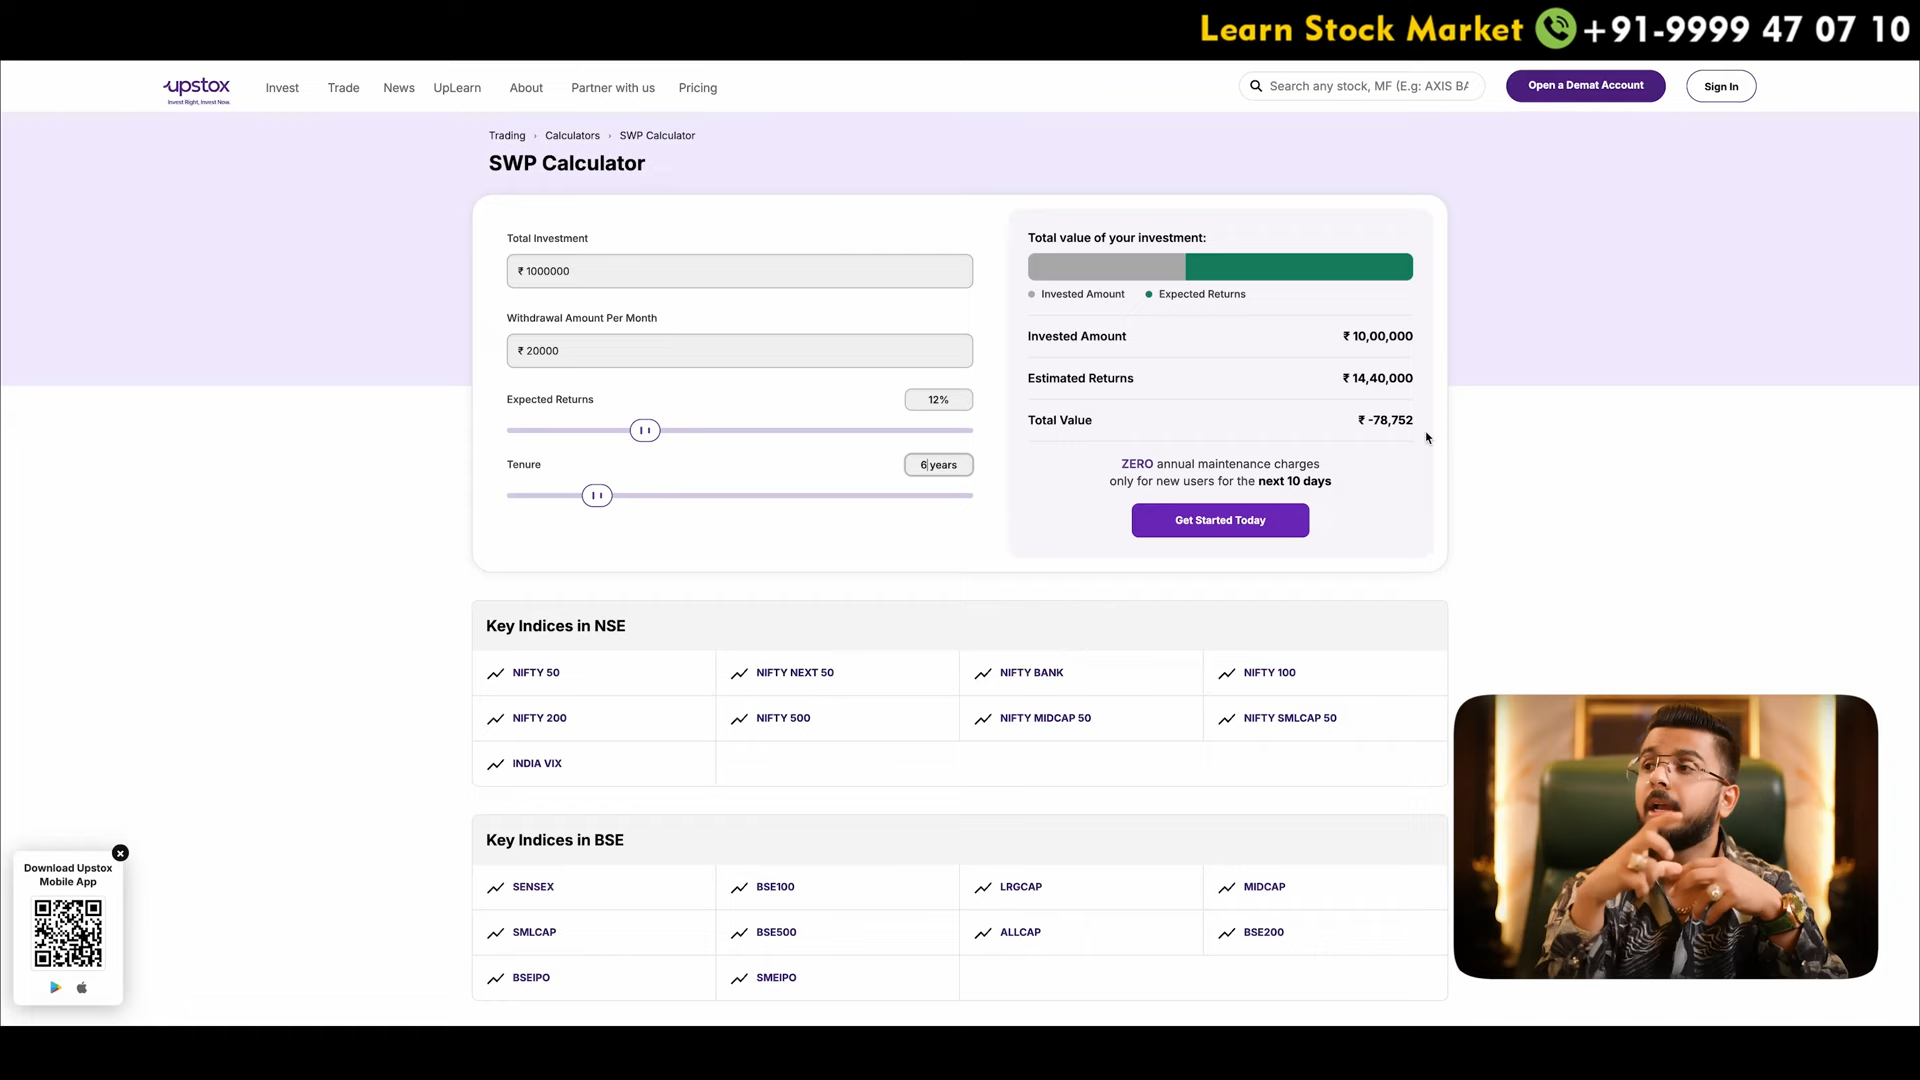 Learn Stock Market +91-9999 47 07 10
upstox
Invest Right, Invest Now.
Invest
Trade
News
UpLearn
About
Partner with us
Pricing
Search any stock, MF (E.g: AXIS BA
Open a Demat Account
Sign In
Trading › Calculators › SWP Calculator
SWP Calculator
Total Investment
₹ 1000000
Withdrawal Amount Per Month
₹ 20000
Expected Returns
12%
Tenure
6 years
Total value of your investment:
Invested Amount
Expected Returns
Invested Amount ₹ 10,00,000
Estimated Returns ₹ 14,40,000
Total Value ₹ -78,752
ZERO annual maintenance charges
only for new users for the next 10 days
Get Started Today
Key Indices in NSE
NIFTY 50
NIFTY NEXT 50
NIFTY BANK
NIFTY 100
NIFTY 200
NIFTY 500
NIFTY MIDCAP 50
NIFTY SMLCAP 50
INDIA VIX
Key Indices in BSE
SENSEX
BSE100
LRGCAP
MIDCAP
SMLCAP
BSE500
ALLCAP
BSE200
BSEIPO
SMEIPO
Download Upstox
Mobile App